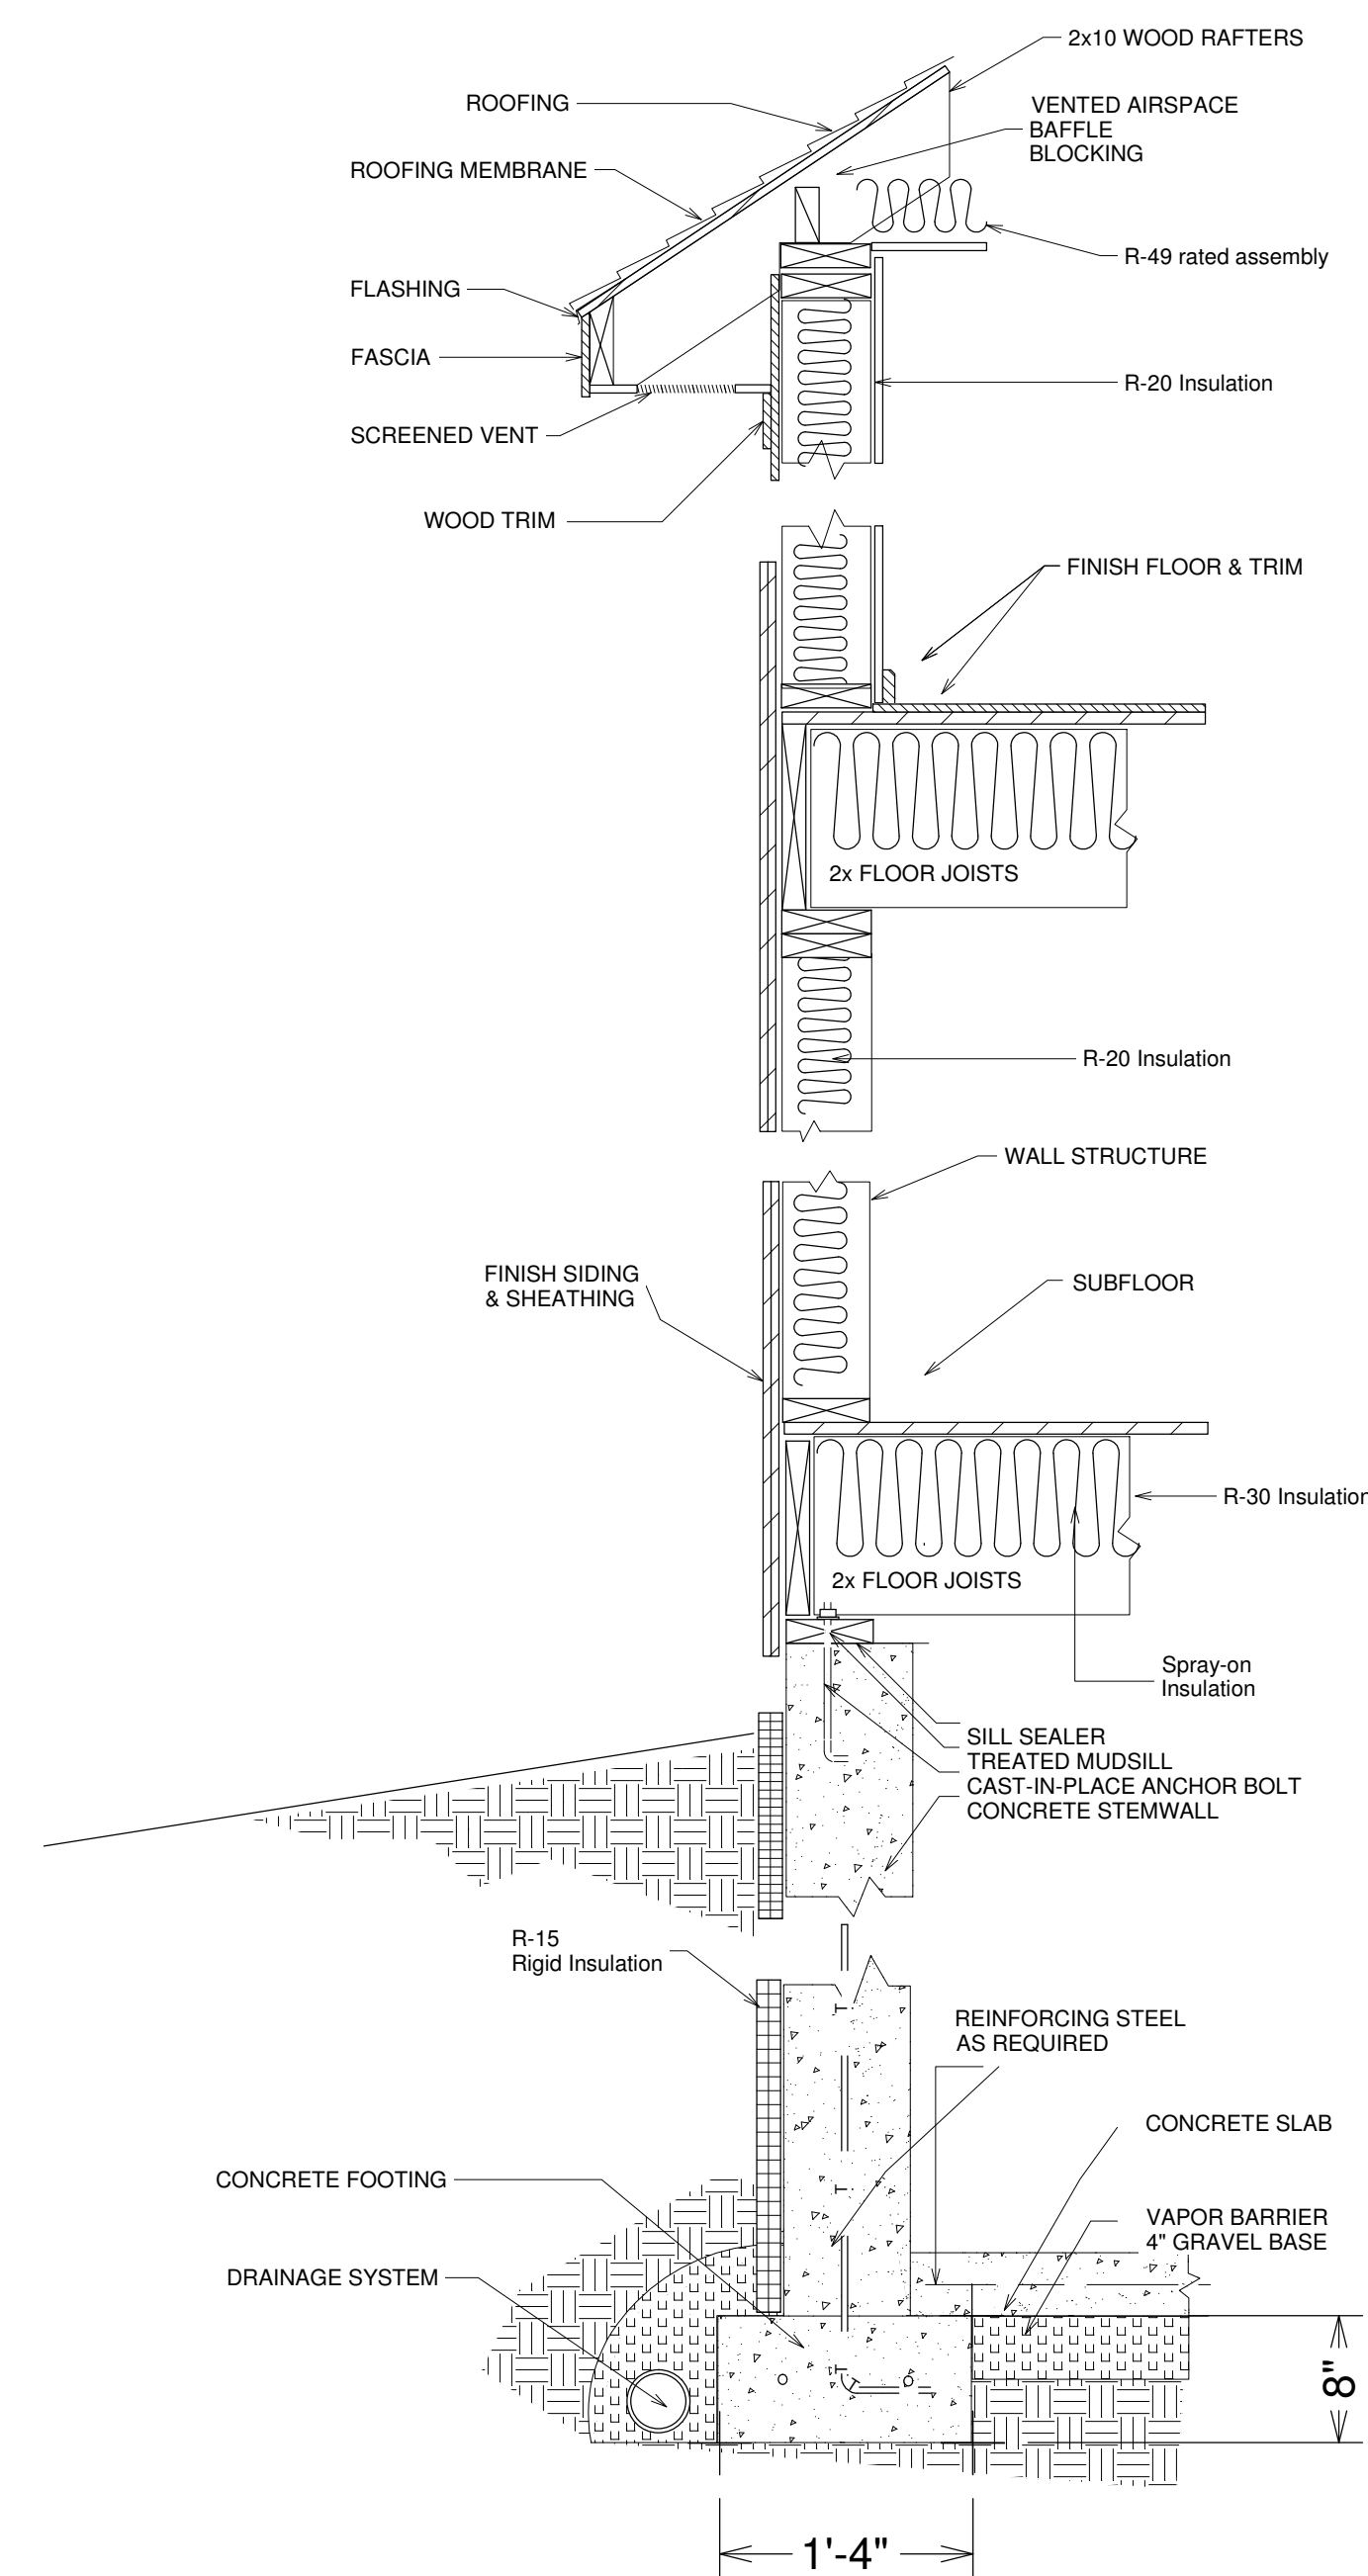 2x10 WOOD RAFTERS
ROOFING
VENTED AIRSPACE
BAFFLE
BLOCKING
ROOFING MEMBRANE
R-49 rated assembly
FLASHING
FASCIA
R-20 Insulation
SCREENED VENT
WOOD TRIM
FINISH FLOOR & TRIM
2x FLOOR JOISTS
R-20 Insulation
WALL STRUCTURE
FINISH SIDING
& SHEATHING
SUBFLOOR
R-30 Insulation
2x FLOOR JOISTS
Spray-on
Insulation
SILL SEALER
TREATED MUDSILL
CAST-IN-PLACE ANCHOR BOLT
CONCRETE STEMWALL
R-15
Rigid Insulation
REINFORCING STEEL
AS REQUIRED
CONCRETE SLAB
CONCRETE FOOTING
VAPOR BARRIER
4" GRAVEL BASE
DRAINAGE SYSTEM
8"
1'-4"